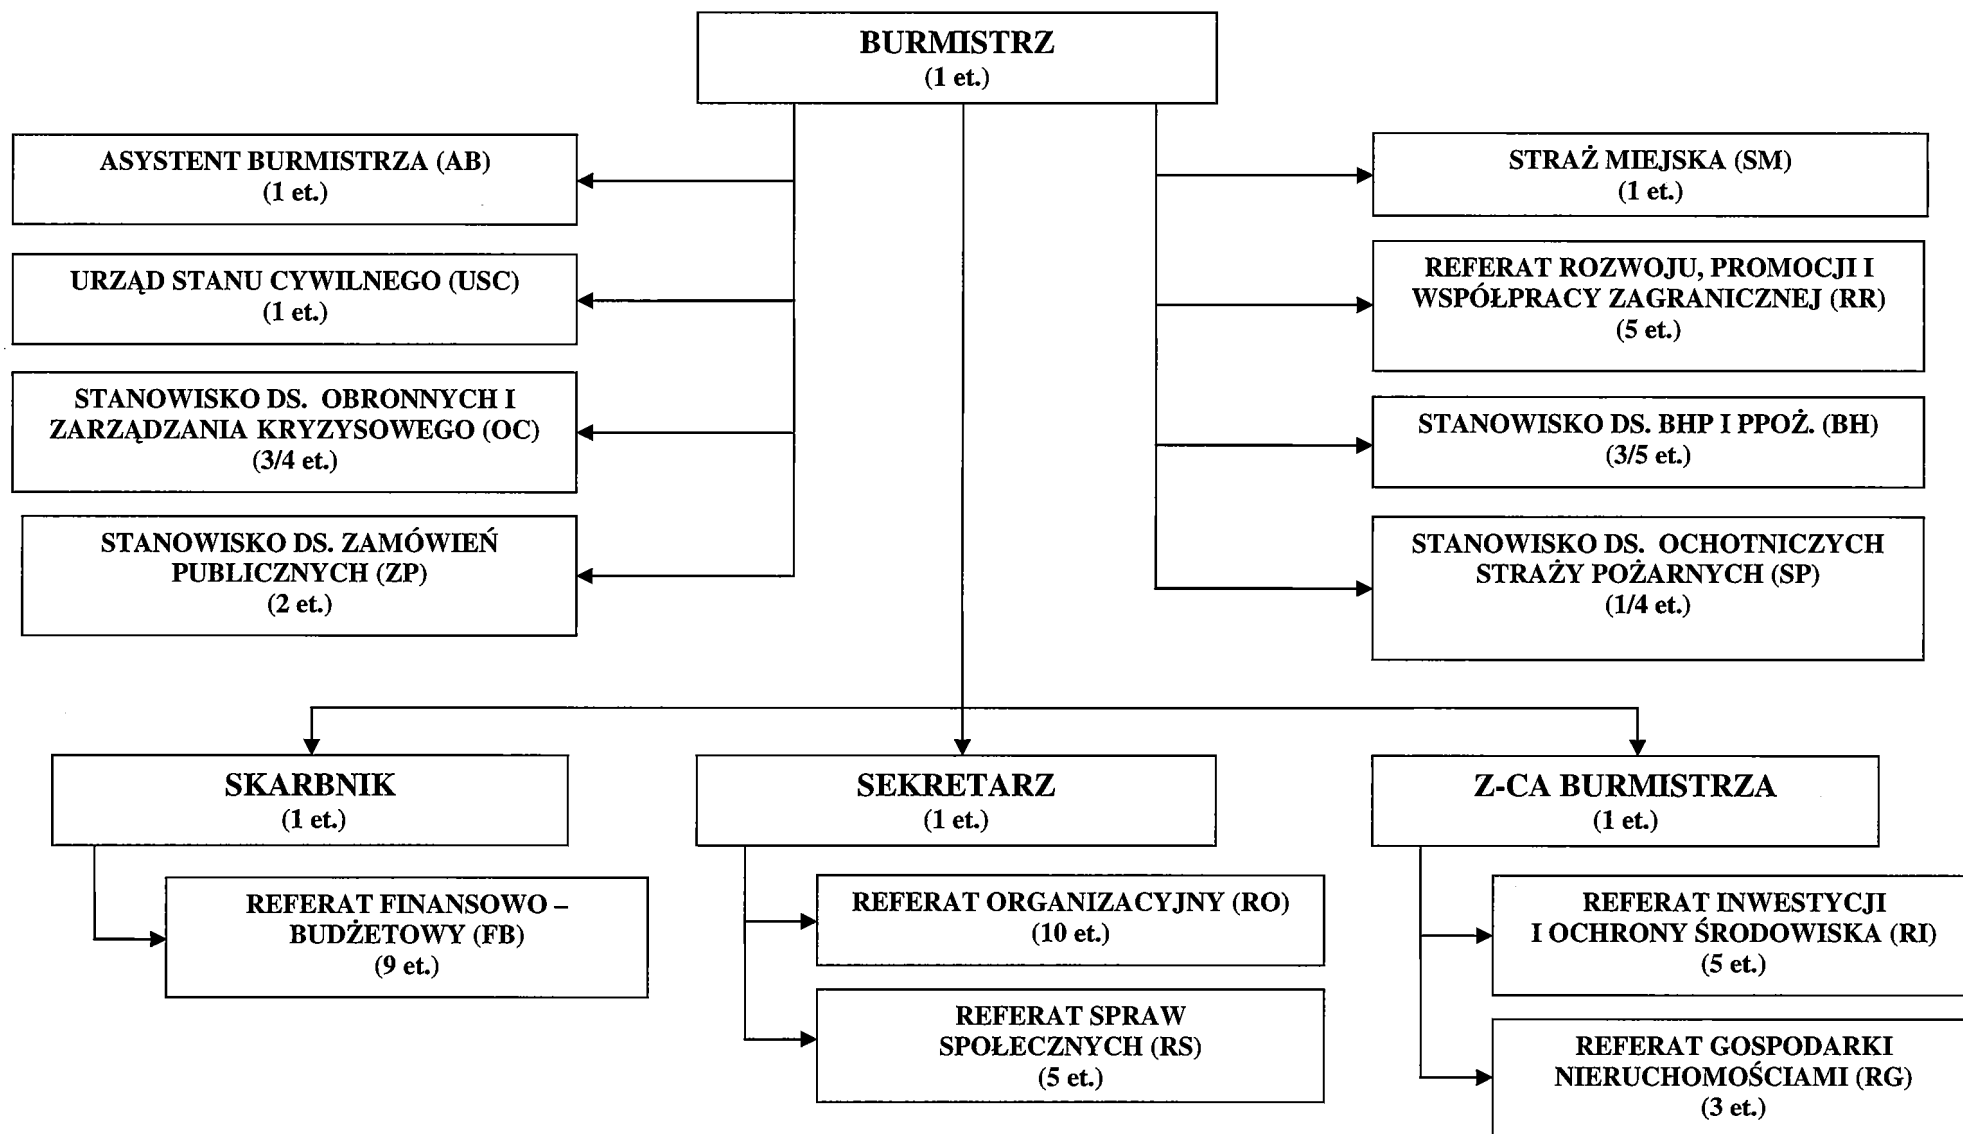 BURMISTRZ
(1 et.)
ASYSTENT BURMISTRZA (AB)
(1 et.)
URZĄD STANU CYWILNEGO (USC)
(1 et.)
STANOWISKO DS. OBRONNYCH I
ZARZĄDZANIA KRYZYSOWEGO (OC)
(3/4 et.)
STANOWISKO DS. ZAMÓWIEŃ
PUBLICZNYCH (ZP)
(2 et.)
STRAŻ MIEJSKA (SM)
(1 et.)
REFERAT ROZWOJU, PROMOCJI I
WSPÓŁPRACY ZAGRANICZNEJ (RR)
(5 et.)
STANOWISKO DS. BHP I PPOŻ. (BH)
(3/5 et.)
STANOWISKO DS. OCHOTNICZYCH
STRAŻY POŻARNYCH (SP)
(1/4 et.)
SKARBNIK
(1 et.)
REFERAT FINANSOWO –
BUDŻETOWY (FB)
(9 et.)
SEKRETARZ
(1 et.)
REFERAT ORGANIZACYJNY (RO)
(10 et.)
REFERAT SPRAW
SPOŁECZNYCH (RS)
(5 et.)
Z-CA BURMISTRZA
(1 et.)
REFERAT INWESTYCJI
I OCHRONY ŚRODOWISKA (RI)
(5 et.)
REFERAT GOSPODARKI
NIERUCHOMOŚCIAMI (RG)
(3 et.)